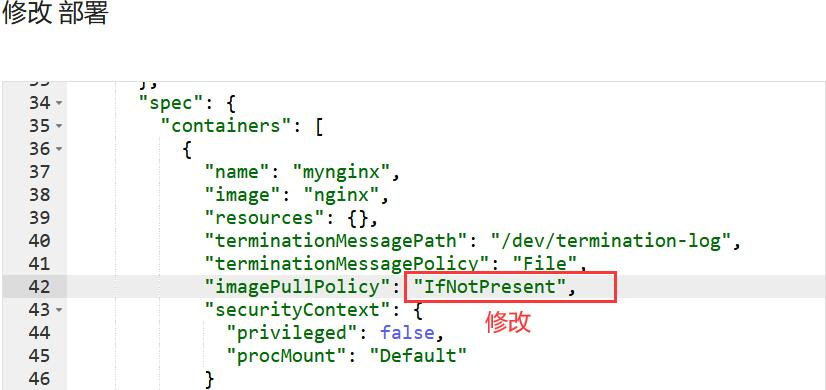 修改 部署
33 },
34 "spec": {
35 "containers": [
36 {
37 "name": "mynginx",
38 "image": "nginx",
39 "resources": {},
40 "terminationMessagePath": "/dev/termination-log",
41 "terminationMessagePolicy": "File",
42 "imagePullPolicy": "IfNotPresent",
43 "securityContext": {
修改
44 "privileged": false,
45 "procMount": "Default"
46 }